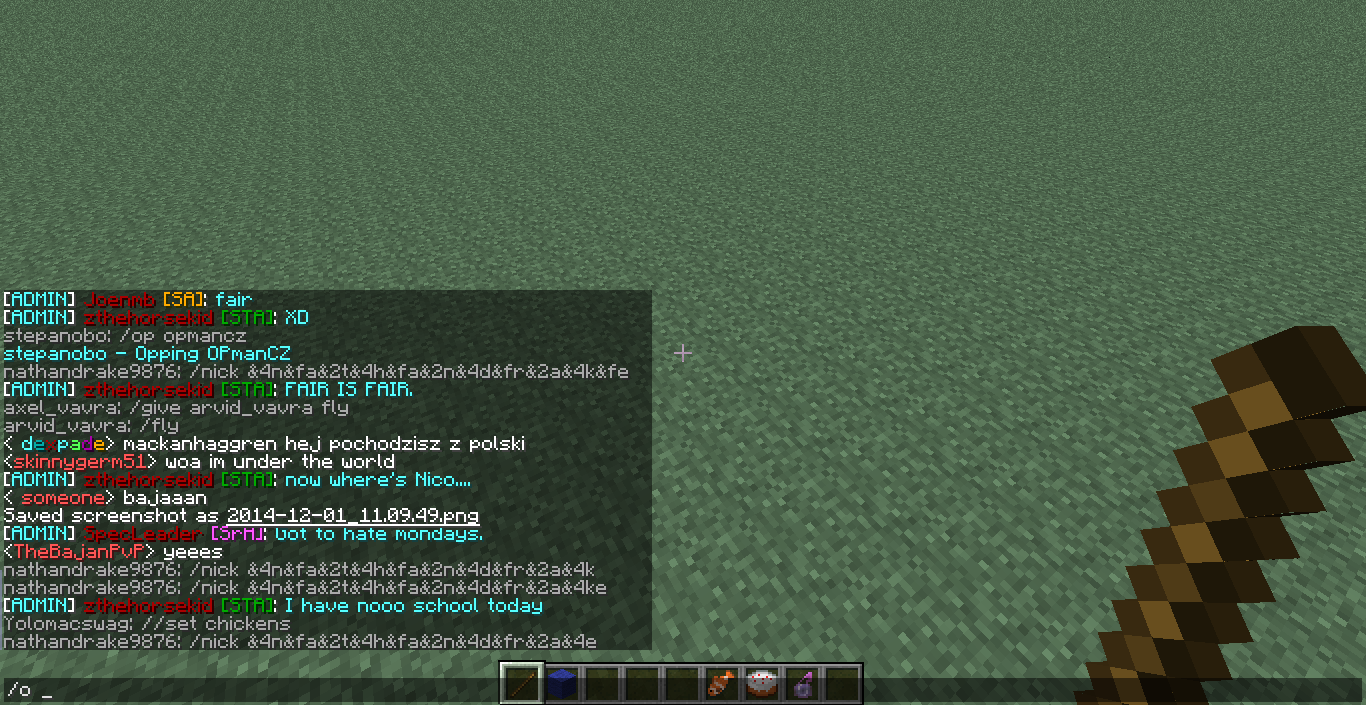 [ADMIN] Joenmb [SA]: fair
[ADMIN] zthehorsekid [STA]: XD
stepanobo: /op opmancz
stepanobo - Opping OPmanCZ
nathandrake9876: /nick &4n&fa&2t&4h&fa&2n&4d&fr&2a&4k&fe
[ADMIN] zthehorsekid [STA]: FAIR IS FAIR.
axel_vavra: /give arvid_vavra fly
arvid_vavra: /fly
< dexpade> mackanhaggren hej pochodzisz z polski
<skinnygerm51> woa im under the world
[ADMIN] zthehorsekid [STA]: now where's Nico....
< someone> bajaaan
Saved screenshot as 2014-12-01_11.09.49.png
[ADMIN] SpecLeader [SrA]: Got to hate mondays.
<TheBajanPvP> yeees
nathandrake9876: /nick &4n&fa&2t&4h&fa&2n&4d&fr&2a&4k
nathandrake9876: /nick &4n&fa&2t&4h&fa&2n&4d&fr&2a&4ke
[ADMIN] zthehorsekid [STA]: I have nooo school today
Yolomacswag: //set chickens
nathandrake9876: /nick &4n&fa&2t&4h&fa&2n&4d&fr&2a&4e
/o _